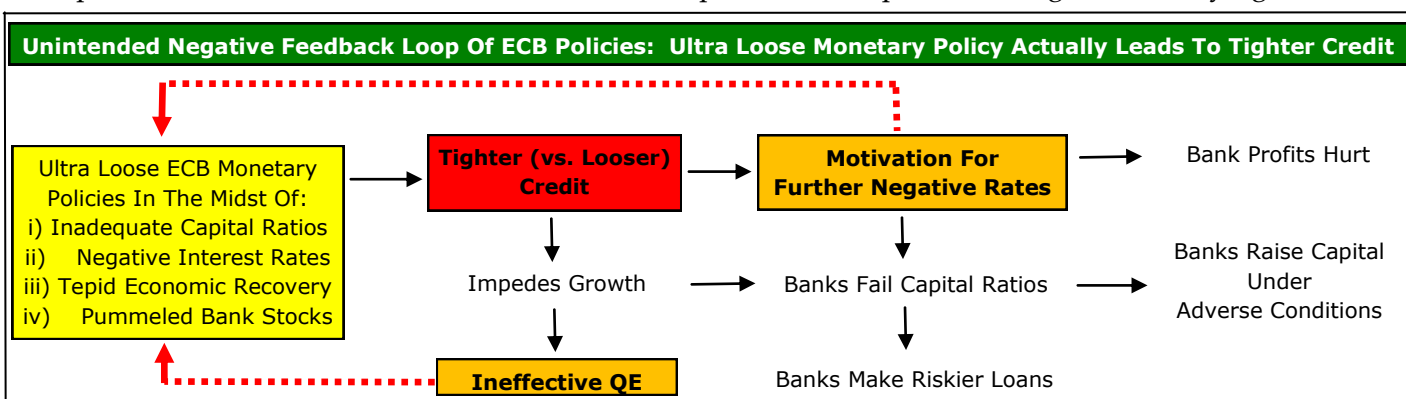 Unintended Negative Feedback Loop Of ECB Policies: Ultra Loose Monetary Policy Actually Leads To Tighter Credit
Ultra Loose ECB Monetary
Policies In The Midst Of:
i) Inadequate Capital Ratios
ii) Negative Interest Rates
iii) Tepid Economic Recovery
iv) Pummeled Bank Stocks
Tighter (vs. Looser)
Credit
Motivation For
Further Negative Rates
Bank Profits Hurt
Impedes Growth
Banks Fail Capital Ratios
Banks Raise Capital
Under
Adverse Conditions
Ineffective QE
Banks Make Riskier Loans